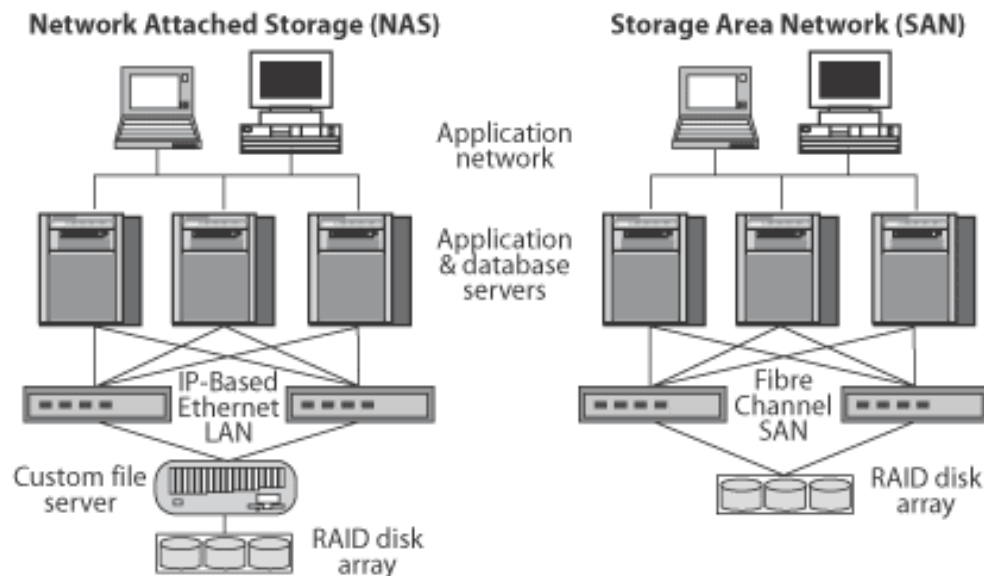 Network Attached Storage (NAS)
Storage Area Network (SAN)
Application
network
Application
& database
servers
IP-Based
Ethernet
LAN
Fibre
Channel
SAN
Custom file
server
RAID disk
array
RAID disk
array